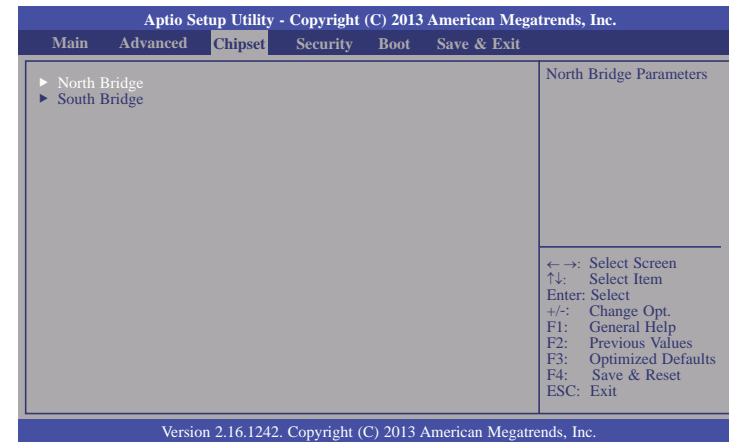 Aptio Setup Utility - Copyright (C) 2013 American Megatrends, Inc.
Main Advanced Chipset Security Boot Save & Exit
► North Bridge
► South Bridge
North Bridge Parameters
←→: Select Screen
↑↓: Select Item
Enter: Select
+/-: Change Opt.
F1: General Help
F2: Previous Values
F3: Optimized Defaults
F4: Save & Reset
ESC: Exit
Version 2.16.1242. Copyright (C) 2013 American Megatrends, Inc.